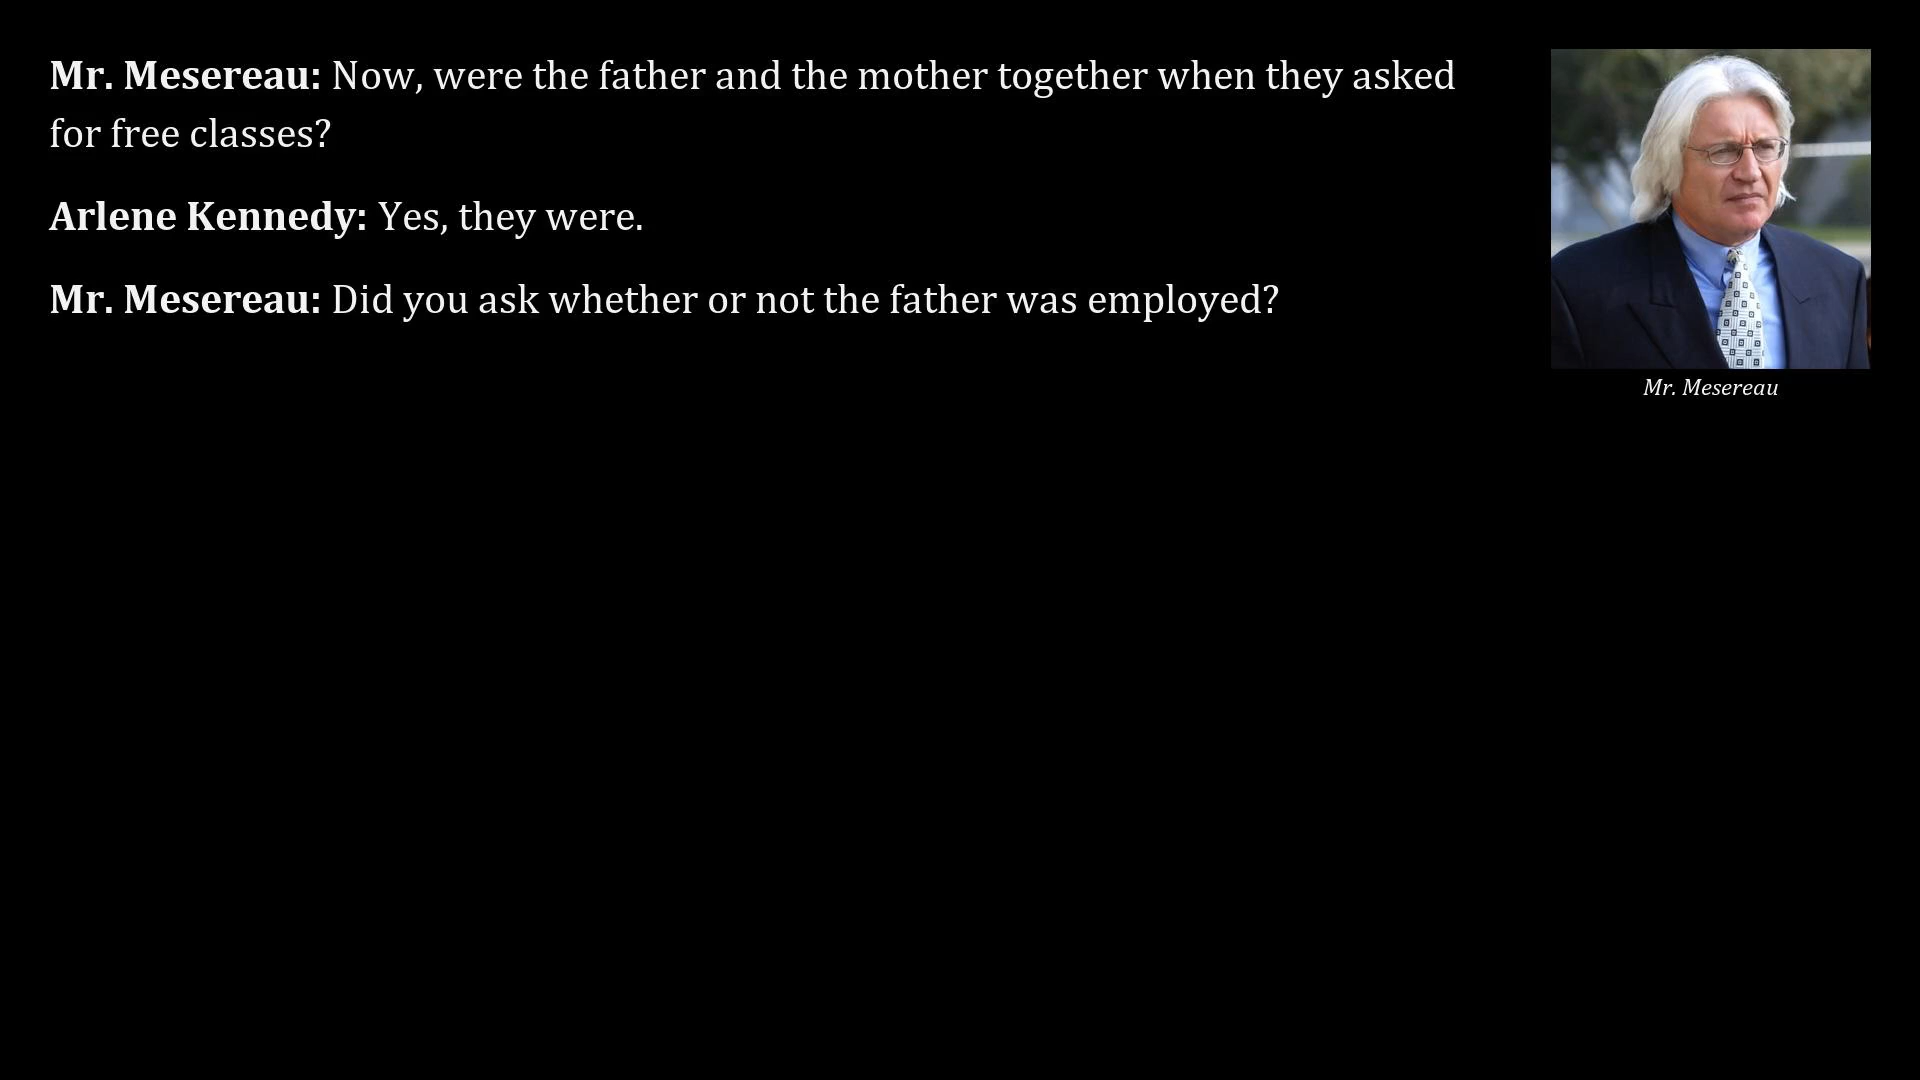 Mr. Mesereau: Now, were the father and the mother together when they asked
for free classes?
Arlene Kennedy: Yes, they were.
Mr. Mesereau: Did you ask whether or not the father was employed?
Mr. Mesereau